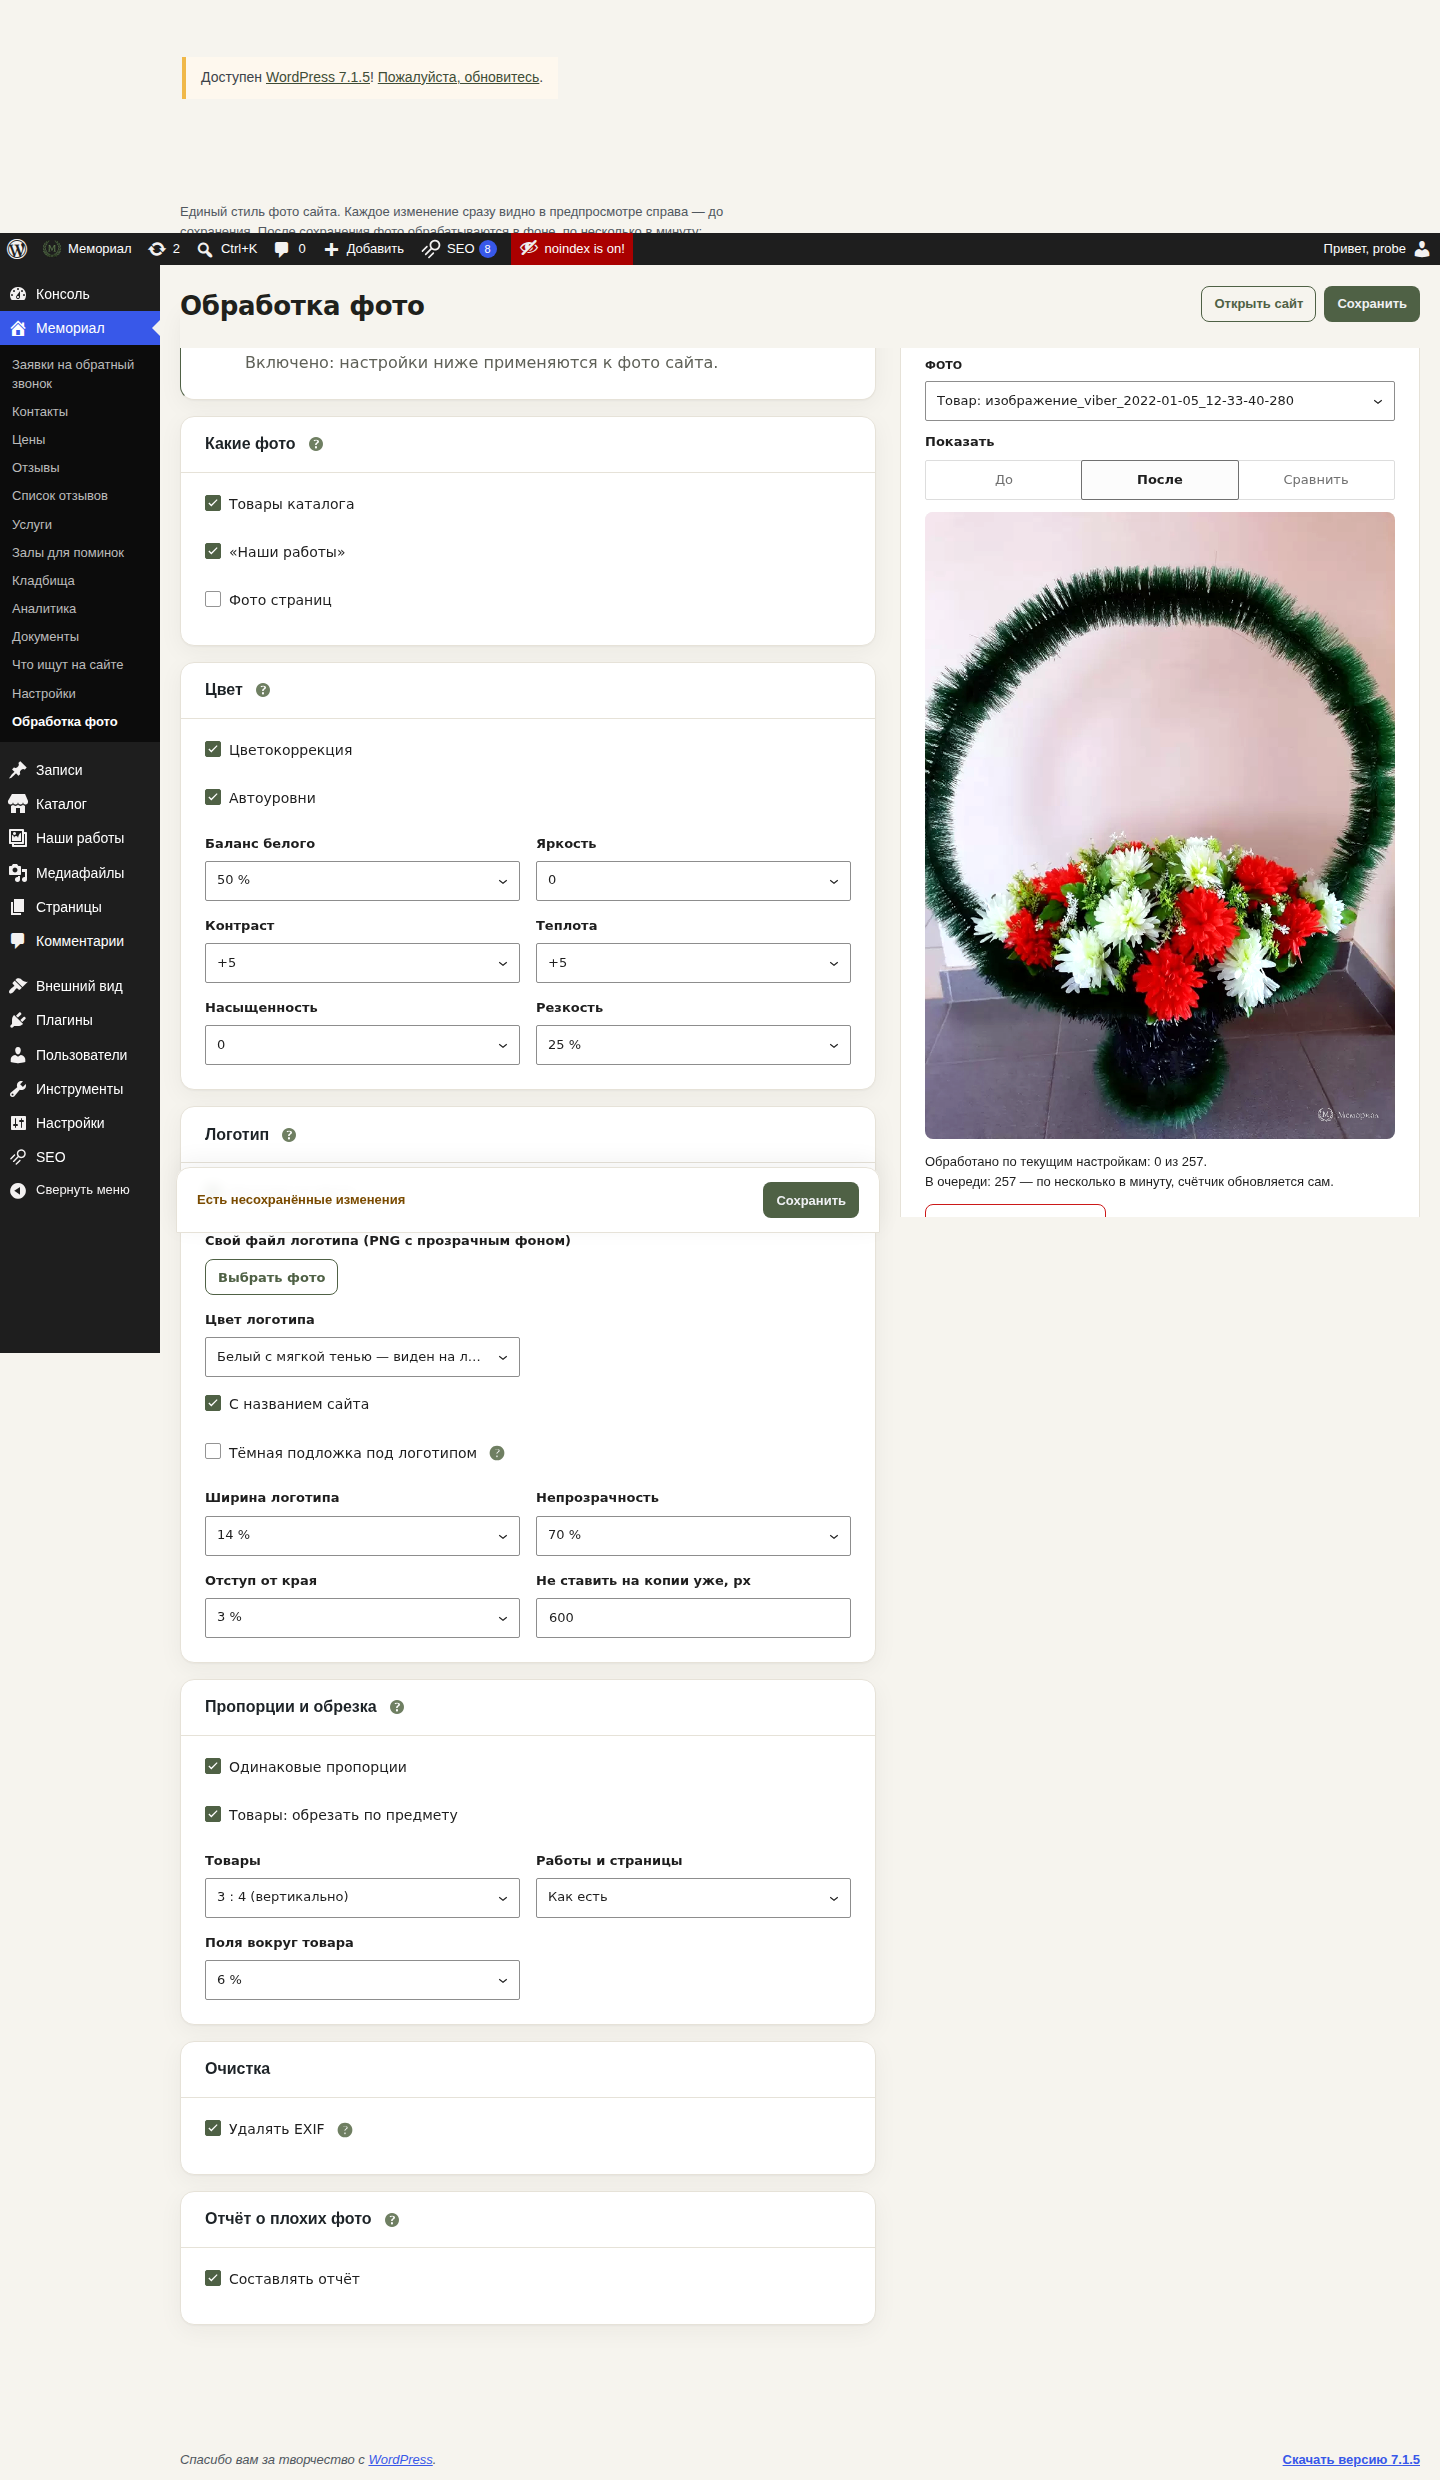 Доступен WordPress 7.1.5! Пожалуйста, обновитесь.
Единый стиль фото сайта. Каждое изменение сразу видно в предпросмотре справа — до
сохранения. После сохранения фото обрабатываются в фоне, по несколько в минуту:
Мемориал 2 Ctrl+K 0 Добавить SEO 8 noindex is on! Привет, probe
Консоль
Мемориал
Заявки на обратный
звонок
Контакты
Цены
Отзывы
Список отзывов
Услуги
Залы для поминок
Кладбища
Аналитика
Документы
Что ищут на сайте
Настройки
Обработка фото
Записи
Каталог
Наши работы
Медиафайлы
Страницы
Комментарии
Внешний вид
Плагины
Пользователи
Инструменты
Настройки
SEO
Свернуть меню
Обработка фото
Открыть сайт Сохранить
Включено: настройки ниже применяются к фото сайта.
Какие фото ?
Товары каталога
«Наши работы»
Фото страниц
Цвет ?
Цветокоррекция
Автоуровни
Баланс белого Яркость
50 % 0
Контраст Теплота
+5 +5
Насыщенность Резкость
0 25 %
Логотип ?
Есть несохранённые изменения Сохранить
Свой файл логотипа (PNG с прозрачным фоном)
Выбрать фото
Цвет логотипа
Белый с мягкой тенью — виден на л...
С названием сайта
Тёмная подложка под логотипом ?
Ширина логотипа Непрозрачность
14 % 70 %
Отступ от края Не ставить на копии уже, px
3 % 600
Пропорции и обрезка ?
Одинаковые пропорции
Товары: обрезать по предмету
Товары Работы и страницы
3 : 4 (вертикально) Как есть
Поля вокруг товара
6 %
Очистка
Удалять EXIF ?
Отчёт о плохих фото ?
Составлять отчёт
ФОТО
Товар: изображение_viber_2022-01-05_12-33-40-280
Показать
До После Сравнить
М Мемориал
Обработано по текущим настройкам: 0 из 257.
В очереди: 257 — по несколько в минуту, счётчик обновляется сам.
Спасибо вам за творчество с WordPress.
Скачать версию 7.1.5